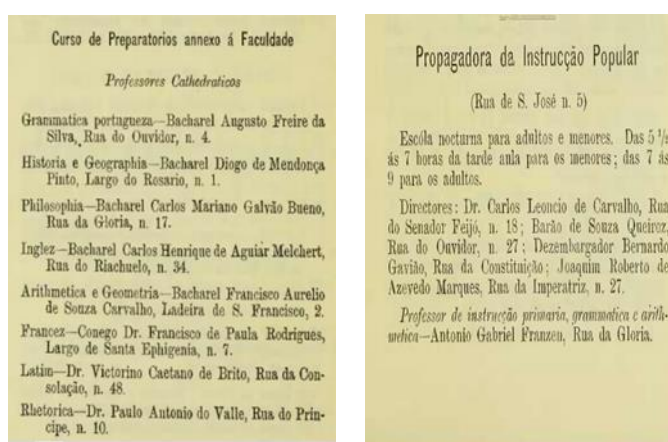 Curso de Preparatorios annexo á Faculdade
Professores Cathedraticos
Grammatica portugueza—Bacharel Augusto Freire da
Silva, Rua do Ouvidor, n. 4.
Historia e Geographia—Bacharel Diogo de Mendonça
Pinto, Largo do Rosario, n. 1.
Philosophia—Bacharel Carlos Mariano Galvão Bueno,
Rua da Gloria, n. 17.
Inglez—Bacharel Carlos Henrique de Aguiar Melchert,
Rua do Riachuelo, n. 34.
Arithmetica e Geometria—Bacharel Francisco Aurelio
de Souza Carvalho, Ladeira de S. Francisco, 2.
Francez—Conego Dr. Francisco de Paula Rodrigues,
Largo de Santa Ephigenia, n. 7.
Latim—Dr. Victorino Caetano de Brito, Rua da Con-
solação, n. 48.
Rhetorica—Dr. Paulo Antonio do Valle, Rua do Prin-
cipe, n. 10.
Propagadora da Instrucção Popular
(Rua de S. José n. 5)
Escóla nocturna para adultos e menores. Das 5 1/2
ás 7 horas da tarde aula para os menores; das 7 ás
9 para os adultos.
Directores: Dr. Carlos Leoncio de Carvalho, Rua
do Senador Feijó, n. 18; Barão de Souza Queiroz,
Rua do Ouvidor, n. 27; Dezembargador Bernardo
Gavião, Rua da Constituição; Joaquim Roberto de
Azevedo Marques, Rua da Imperatriz, n. 27.
Professor de instrucção primaria, grammatica e arith-
metica—Antonio Gabriel Franzen, Rua da Gloria.